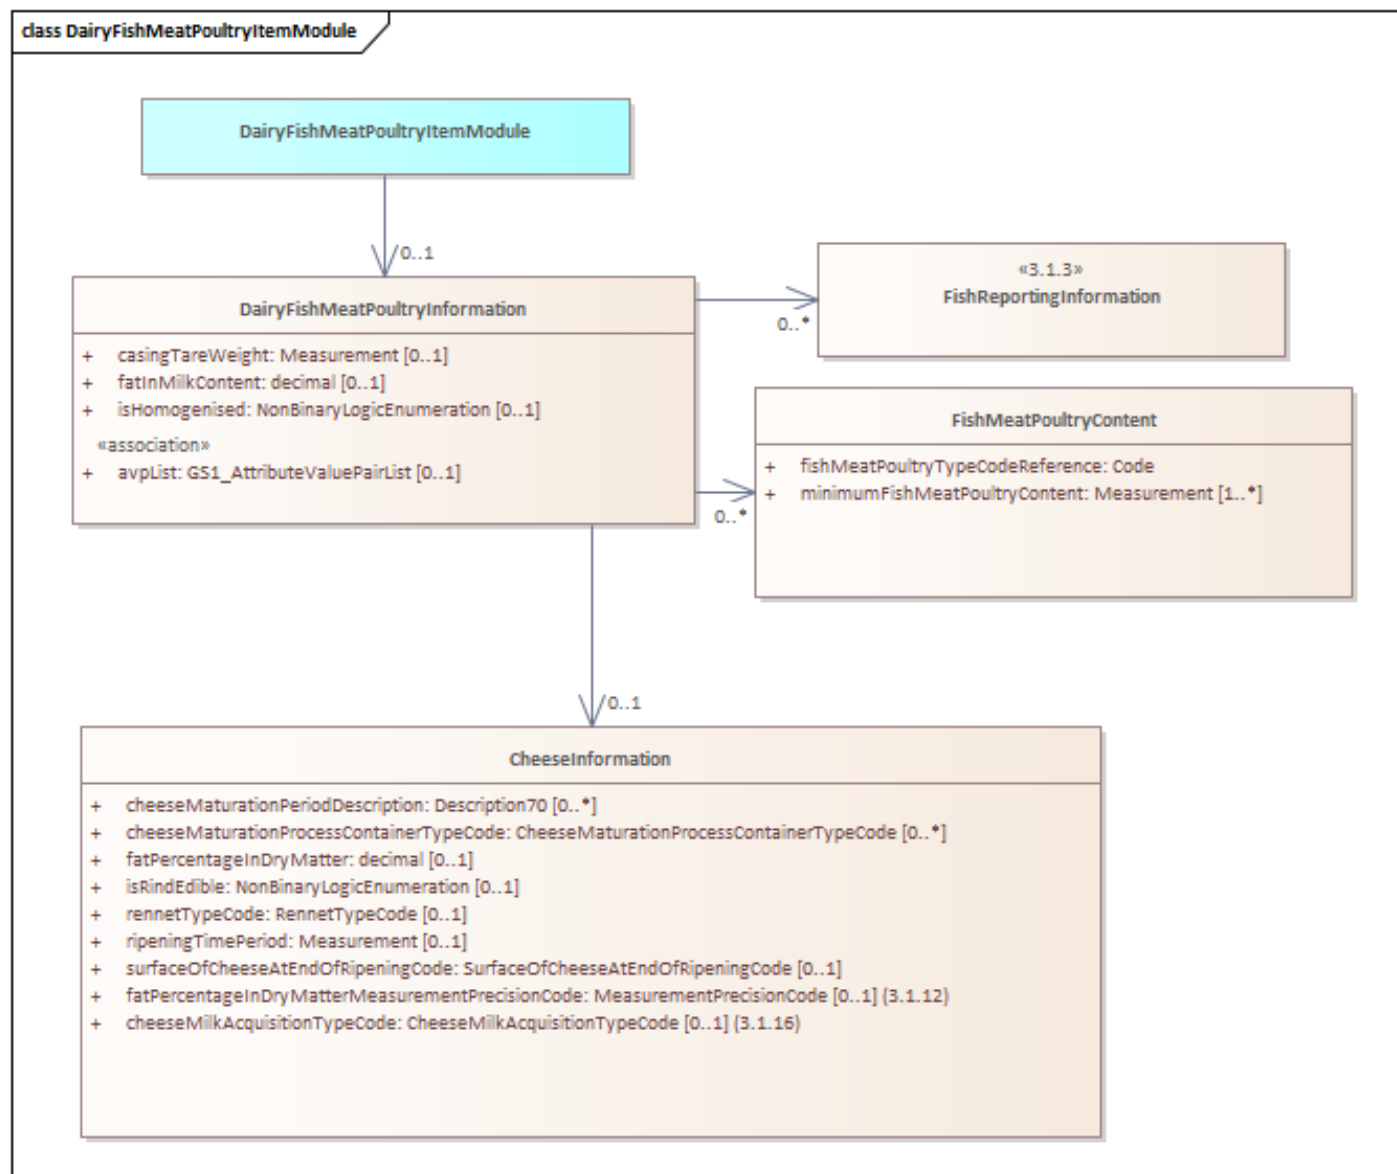 class DairyFishMeatPoultryItemModule
DairyFishMeatPoultryItemModule
0..1
DairyFishMeatPoultryInformation
+ casingTareWeight: Measurement [0..1]
+ fatInMilkContent: decimal [0..1]
+ isHomogenised: NonBinaryLogicEnumeration [0..1]
«association»
+ avpList: GS1_AttributeValuePairList [0..1]
0..*
«3.1.3»
FishReportingInformation
0..*
FishMeatPoultryContent
+ fishMeatPoultryTypeCodeReference: Code
+ minimumFishMeatPoultryContent: Measurement [1..*]
0..1
CheeseInformation
+ cheeseMaturationPeriodDescription: Description70 [0..*]
+ cheeseMaturationProcessContainerTypeCode: CheeseMaturationProcessContainerTypeCode [0..*]
+ fatPercentageInDryMatter: decimal [0..1]
+ isRindEdible: NonBinaryLogicEnumeration [0..1]
+ rennetTypeCode: RennetTypeCode [0..1]
+ ripeningTimePeriod: Measurement [0..1]
+ surfaceOfCheeseAtEndOfRipeningCode: SurfaceOfCheeseAtEndOfRipeningCode [0..1]
+ fatPercentageInDryMatterMeasurementPrecisionCode: MeasurementPrecisionCode [0..1] (3.1.12)
+ cheeseMilkAcquisitionTypeCode: CheeseMilkAcquisitionTypeCode [0..1] (3.1.16)